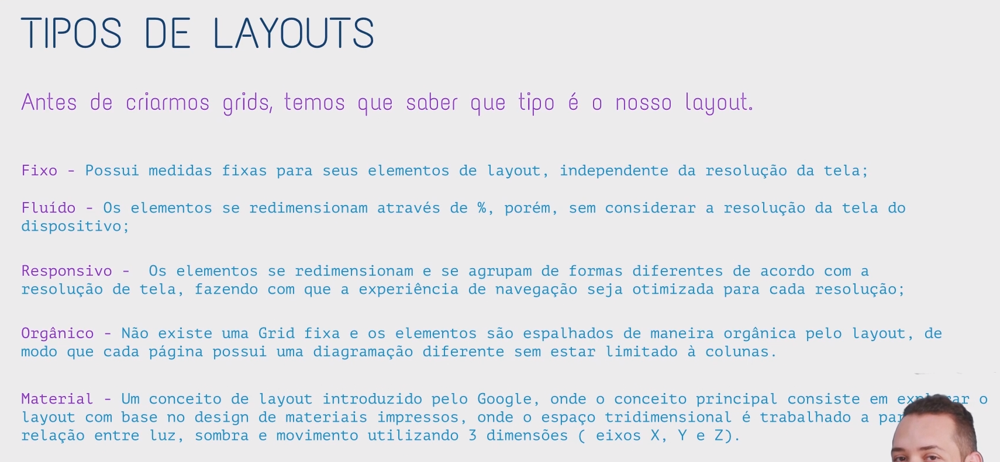 TIPOS DE LAYOUTS
Antes de criarmos grids, temos que saber que tipo é o nosso layout.
Fixo - Possui medidas fixas para seus elementos de layout, independente da resolução da tela;
Fluído - Os elementos se redimensionam através de %, porém, sem considerar a resolução da tela do
dispositivo;
Responsivo -  Os elementos se redimensionam e se agrupam de formas diferentes de acordo com a
resolução de tela, fazendo com que a experiência de navegação seja otimizada para cada resolução;
Orgânico - Não existe uma Grid fixa e os elementos são espalhados de maneira orgânica pelo layout, de
modo que cada página possui uma diagramação diferente sem estar limitado à colunas.
Material - Um conceito de layout introduzido pelo Google, onde o conceito principal consiste em o
layout com base no design de materiais impressos, onde o espaço tridimensional é trabalhado a
relação entre luz, sombra e movimento utilizando 3 dimensões ( eixos X, Y e Z).